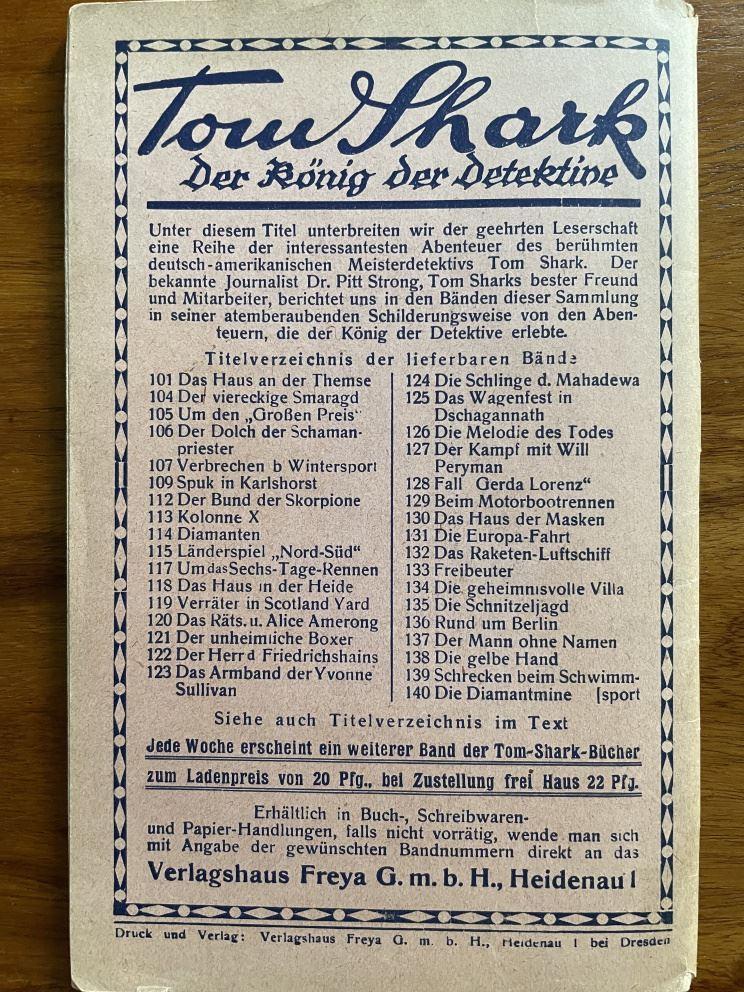 Tom Shark
Der König der Detektive
Unter diesem Titel unterbreiten wir der geehrten Leserschaft
eine Reihe der interessantesten Abenteuer des berühmten
deutsch-amerikanischen Meisterdetektivs Tom Shark. Der
bekannte Journalist Dr. Pitt Strong, Tom Sharks bester Freund
und Mitarbeiter, berichtet uns in den Bänden dieser Sammlung
in seiner atemberaubenden Schilderungsweise von den Aben-
teuern, die der König der Detektive erlebte.
Titelverzeichnis der lieferbaren Bände
101 Das Haus an der Themse
104 Der viereckige Smaragd
105 Um den „Großen Preis“
106 Der Dolch der Schaman-
priester
107 Verbrechen b Wintersport
109 Spuk in Karlshorst
112 Der Bund der Skorpione
113 Kolonne X
114 Diamanten
115 Länderspiel „Nord-Süd“
117 Um das Sechs-Tage-Rennen
118 Das Haus in der Heide
119 Verräter in Scotland Yard
120 Das Räts. u. Alice Amerong
121 Der unheimliche Boxer
122 Der Herr d Friedrichshains
123 Das Armband der Yvonne
Sullivan
124 Die Schlinge d. Mahadewa
125 Das Wagenfest in
Dschagannath
126 Die Melodie des Todes
127 Der Kampf mit Will
Peryman
128 Fall Gerda Lorenz“
129 Beim Motorbootrennen
130 Das Haus der Masken
131 Die Europa-Fahrt
132 Das Raketen-Luftschiff
133 Freibeuter
134 Die geheimnisvolle Villa
135 Die Schnitzeljagd
136 Rund um Berlin
137 Der Mann ohne Namen
138 Die gelbe Hand
139 Schrecken beim Schwimm-
140 Die Diamantmine [sport
Siehe auch Titelverzeichnis im Text
Jede Woche erscheint ein weiterer Band der Tom-Shark-Bücher
zum Ladenpreis von 20 Pfg., bei Zustellung frei Haus 22 Pfg.
Erhältlich in Buch-, Schreibwaren-
und Papier-Handlungen, falls nicht vorrätig, wende man sich
mit Angabe der gewünschten Bandnummern direkt an das
Verlagshaus Freya G. m. b. H., Heidenau I
Druck und Verlag: Verlagshaus Freya G. m. b. H., Heidenau I bei Dresden